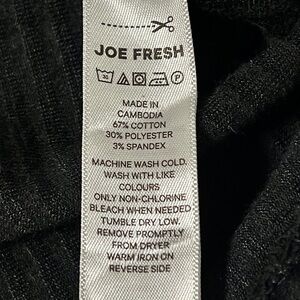 JOE FRESH
P
MADE IN
CAMBODIA
67% COTTON
30% POLYESTER
3% SPANDEX
MACHINE WASH COLD.
WASH WITH LIKE
COLOURS
ONLY NON-CHLORINE
BLEACH WHEN NEEDED
TUMBLE DRY LOW.
REMOVE PROMPTLY
FROM DRYER
WARM IRON ON
REVERSE SIDE